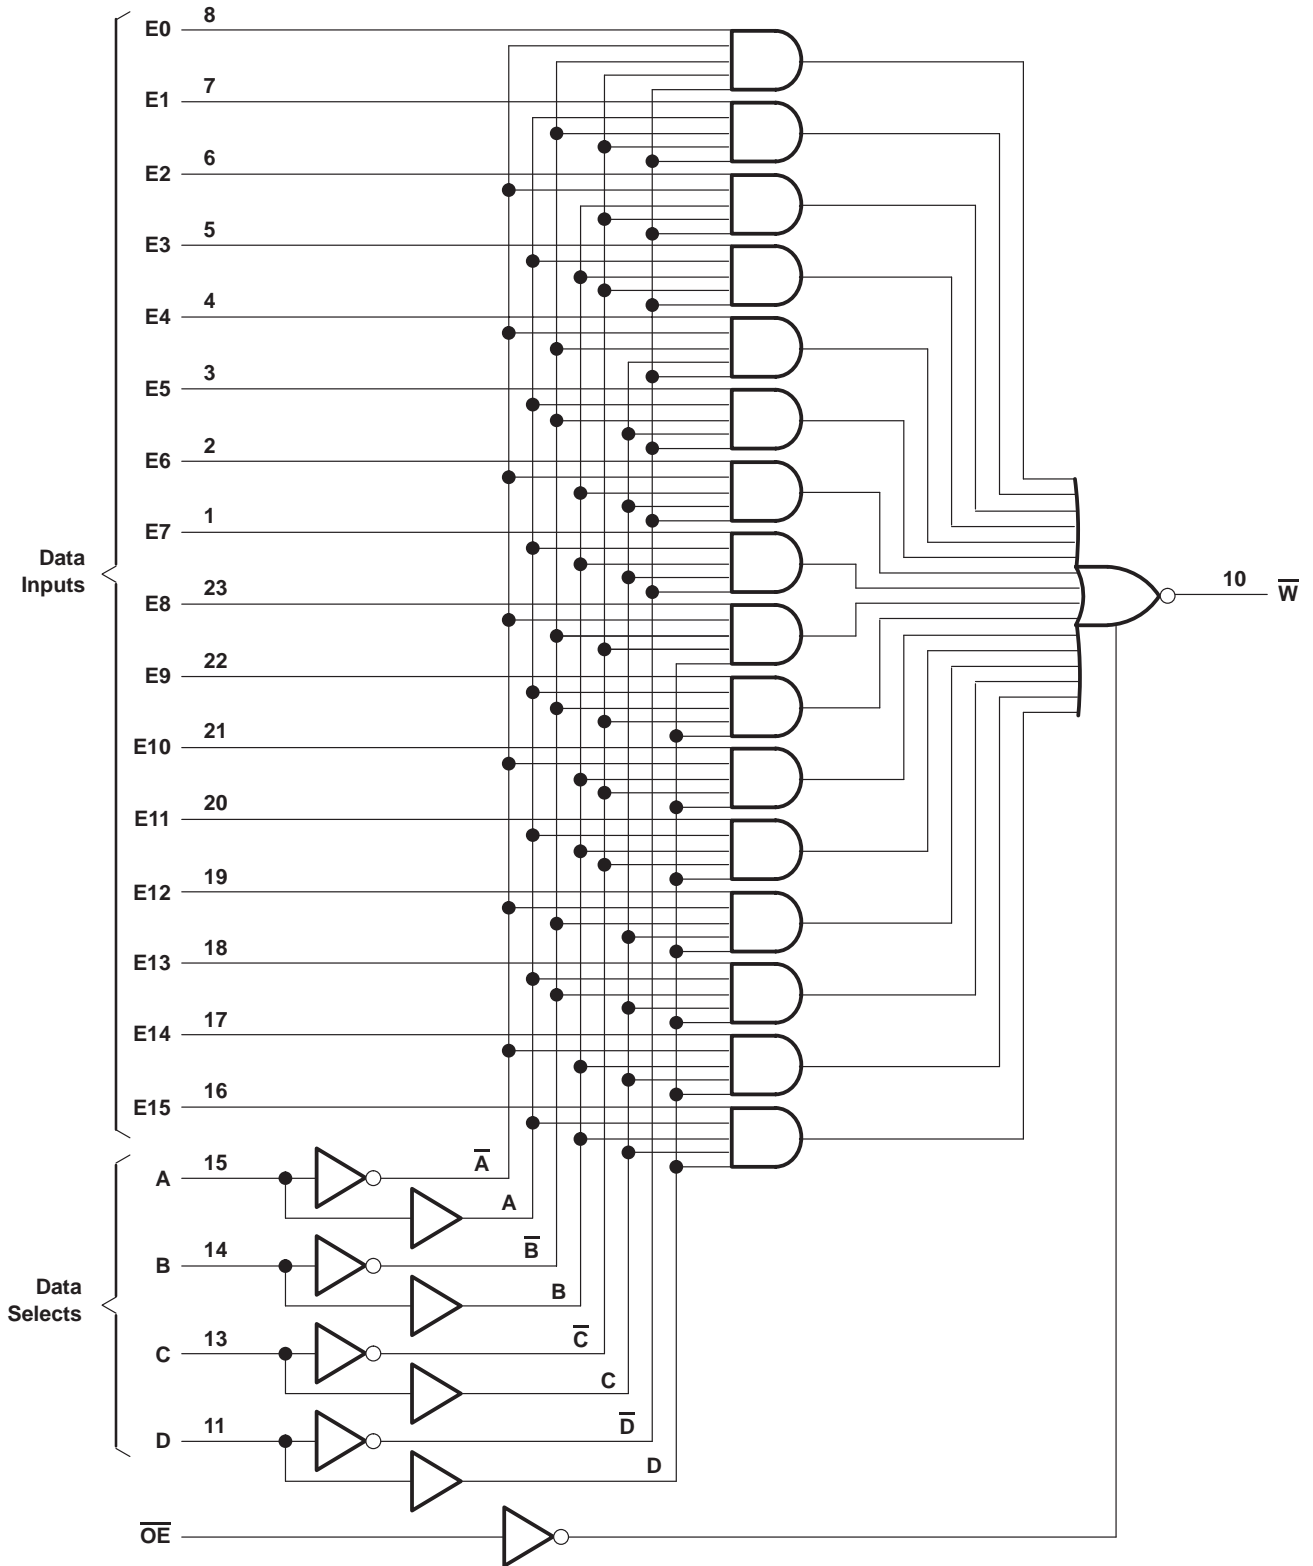 E0 8
E1 7
E2 6
E3 5
E4 4
E5 3
E6 2
E7 1
Data
Inputs
E8 23
E9 22
E10 21
E11 20
E12 19
E13 18
E14 17
E15 16
10 W̅
A 15 A̅
A
B 14 B̅
B
Data
Selects
C 13 C̅
C
D 11 D̅
D
O̅E̅